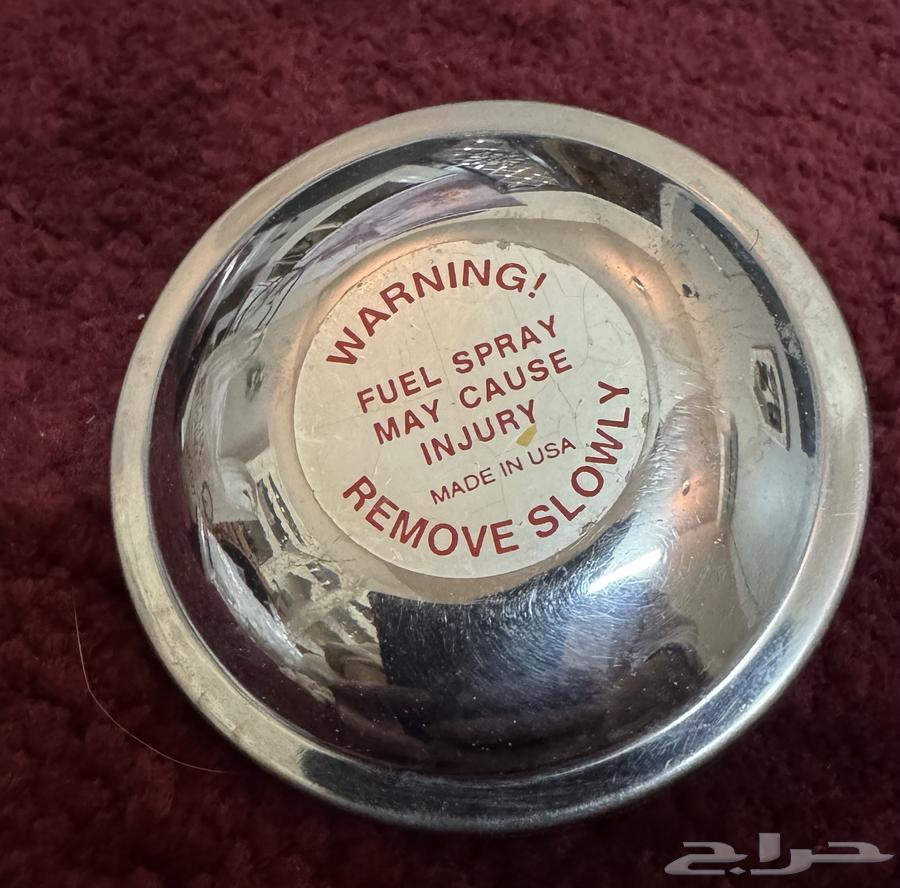 WARNING!
FUEL SPRAY
MAY CAUSE
INJURY
MADE IN USA
REMOVE SLOWLY
حراج